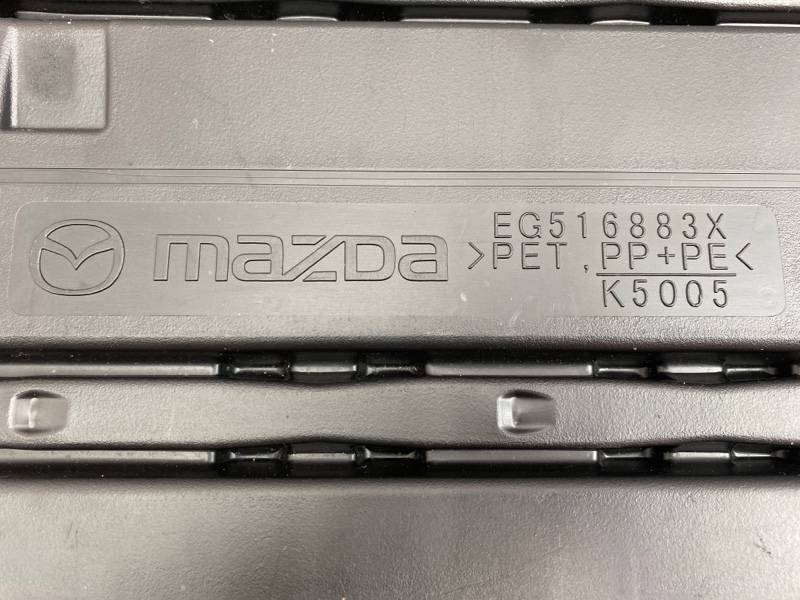 mazda
EG516883X
>PET,PP+PE<
K5005